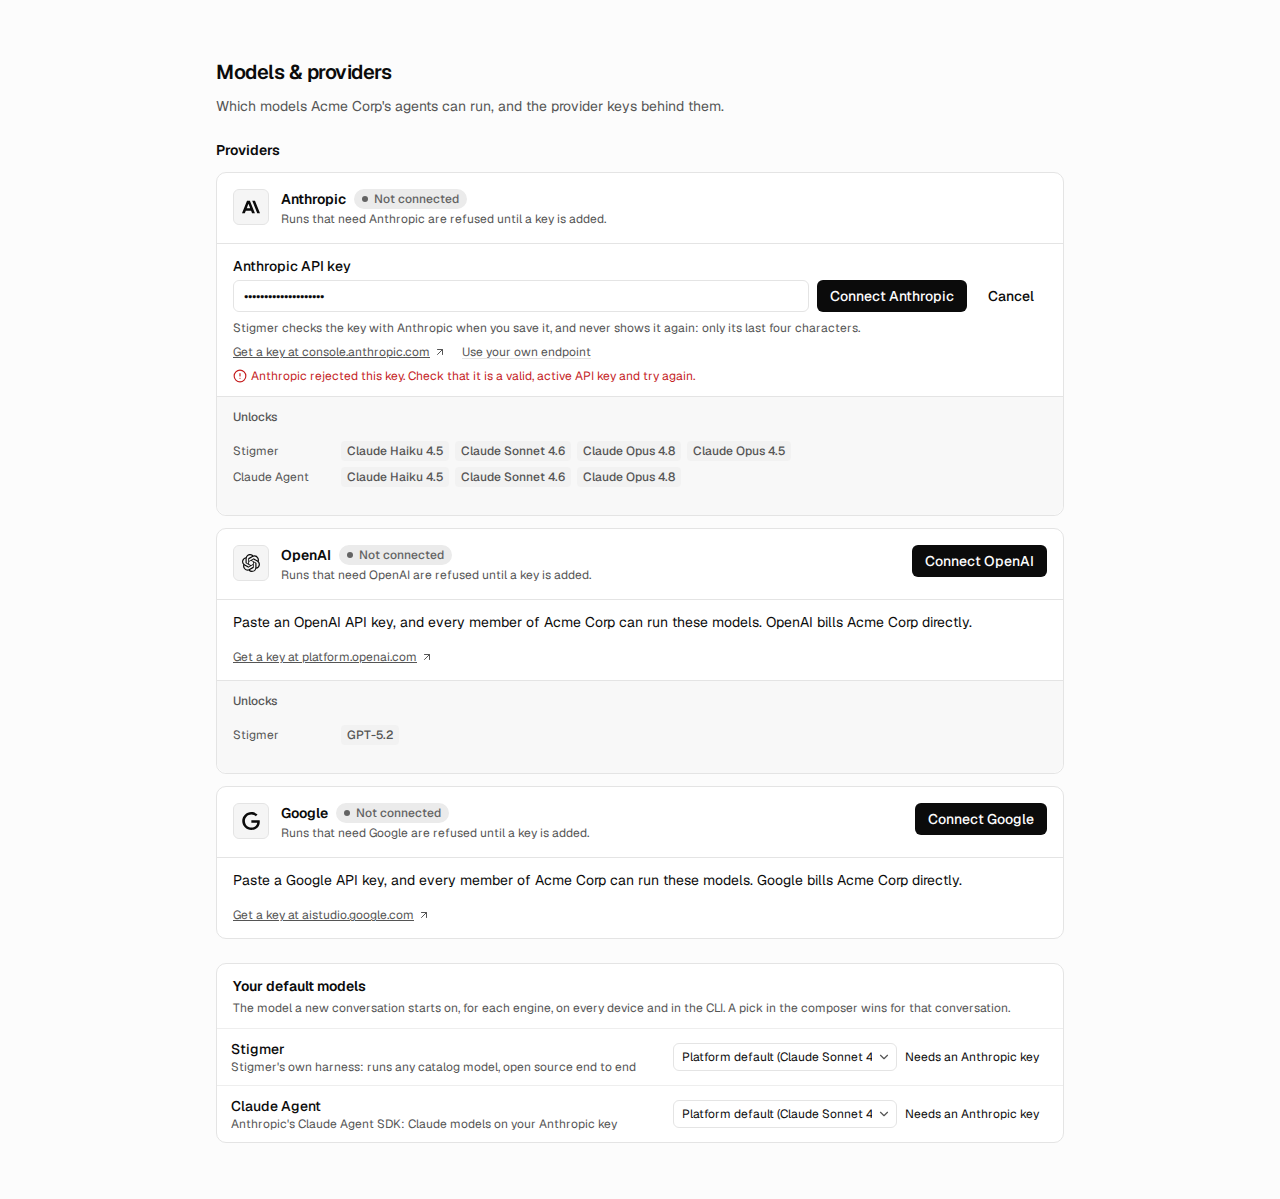 Models & providers
Which models Acme Corp's agents can run, and the provider keys behind them.
Providers
Anthropic
Not connected
Runs that need Anthropic are refused until a key is added.
Anthropic API key
••••••••••••••••••••
Connect Anthropic
Cancel
Stigmer checks the key with Anthropic when you save it, and never shows it again: only its last four characters.
Get a key at console.anthropic.com
Use your own endpoint
Anthropic rejected this key. Check that it is a valid, active API key and try again.
Unlocks
Stigmer
Claude Haiku 4.5
Claude Sonnet 4.6
Claude Opus 4.8
Claude Opus 4.5
Claude Agent
Claude Haiku 4.5
Claude Sonnet 4.6
Claude Opus 4.8
OpenAI
Not connected
Runs that need OpenAI are refused until a key is added.
Connect OpenAI
Paste an OpenAI API key, and every member of Acme Corp can run these models. OpenAI bills Acme Corp directly.
Get a key at platform.openai.com
Unlocks
Stigmer
GPT-5.2
Google
Not connected
Runs that need Google are refused until a key is added.
Connect Google
Paste a Google API key, and every member of Acme Corp can run these models. Google bills Acme Corp directly.
Get a key at aistudio.google.com
Your default models
The model a new conversation starts on, for each engine, on every device and in the CLI. A pick in the composer wins for that conversation.
Stigmer
Stigmer's own harness: runs any catalog model, open source end to end
Platform default (Claude Sonnet 4
Needs an Anthropic key
Claude Agent
Anthropic's Claude Agent SDK: Claude models on your Anthropic key
Platform default (Claude Sonnet 4
Needs an Anthropic key